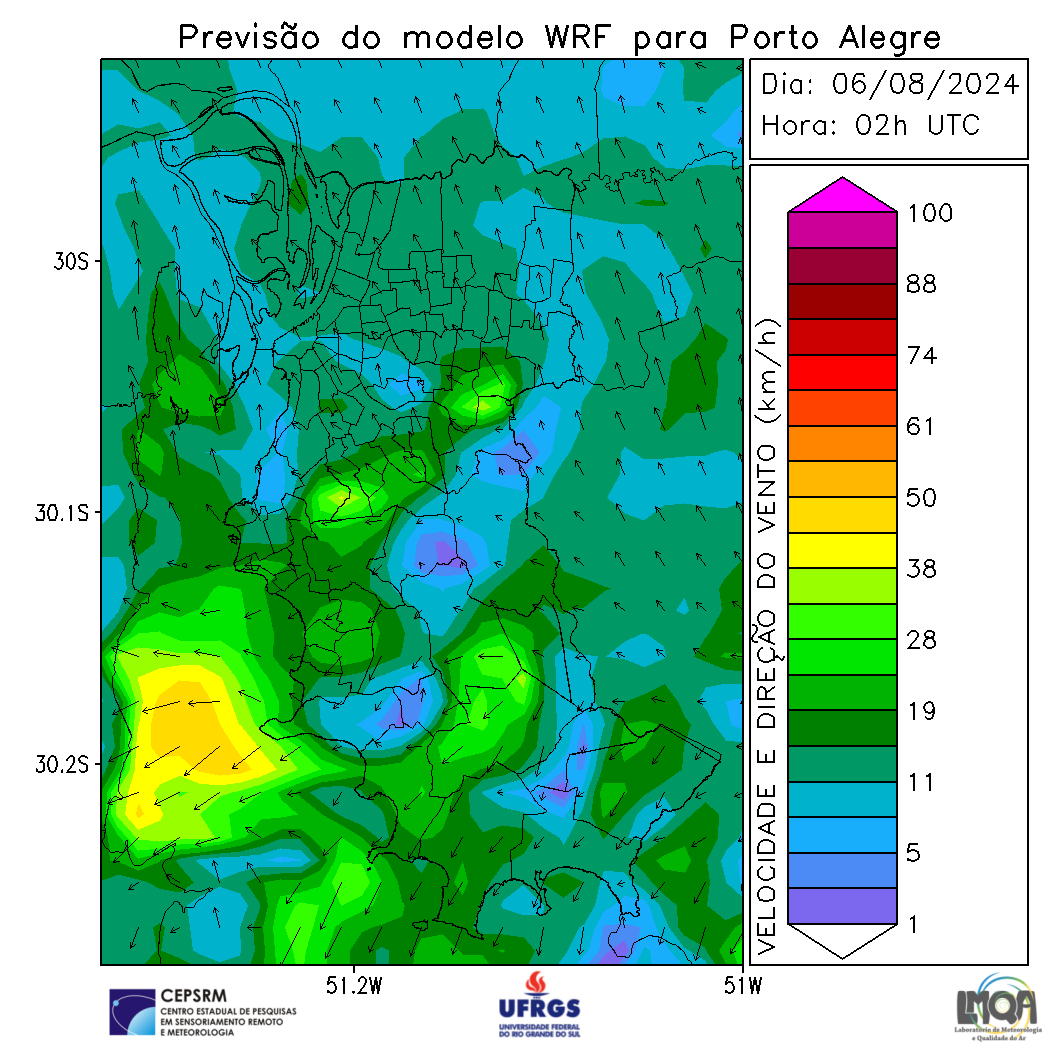 Previsão do modelo WRF para Porto Alegre
Dia: 06/08/2024
Hora: 02h UTC
30S
30.1S
30.2S
51.2W
51W
VELOCIDADE E DIREÇÃO DO VENTO (km/h)
100
88
74
61
50
38
28
19
11
5
1
CEPSRM
CENTRO ESTADUAL DE PESQUISAS
EM SENSORIAMENTO REMOTO
E METEOROLOGIA
UFRGS
UNIVERSIDADE FEDERAL
DO RIO GRANDE DO SUL
LMQA
Laboratório de Meteorologia
e Qualidade do Ar